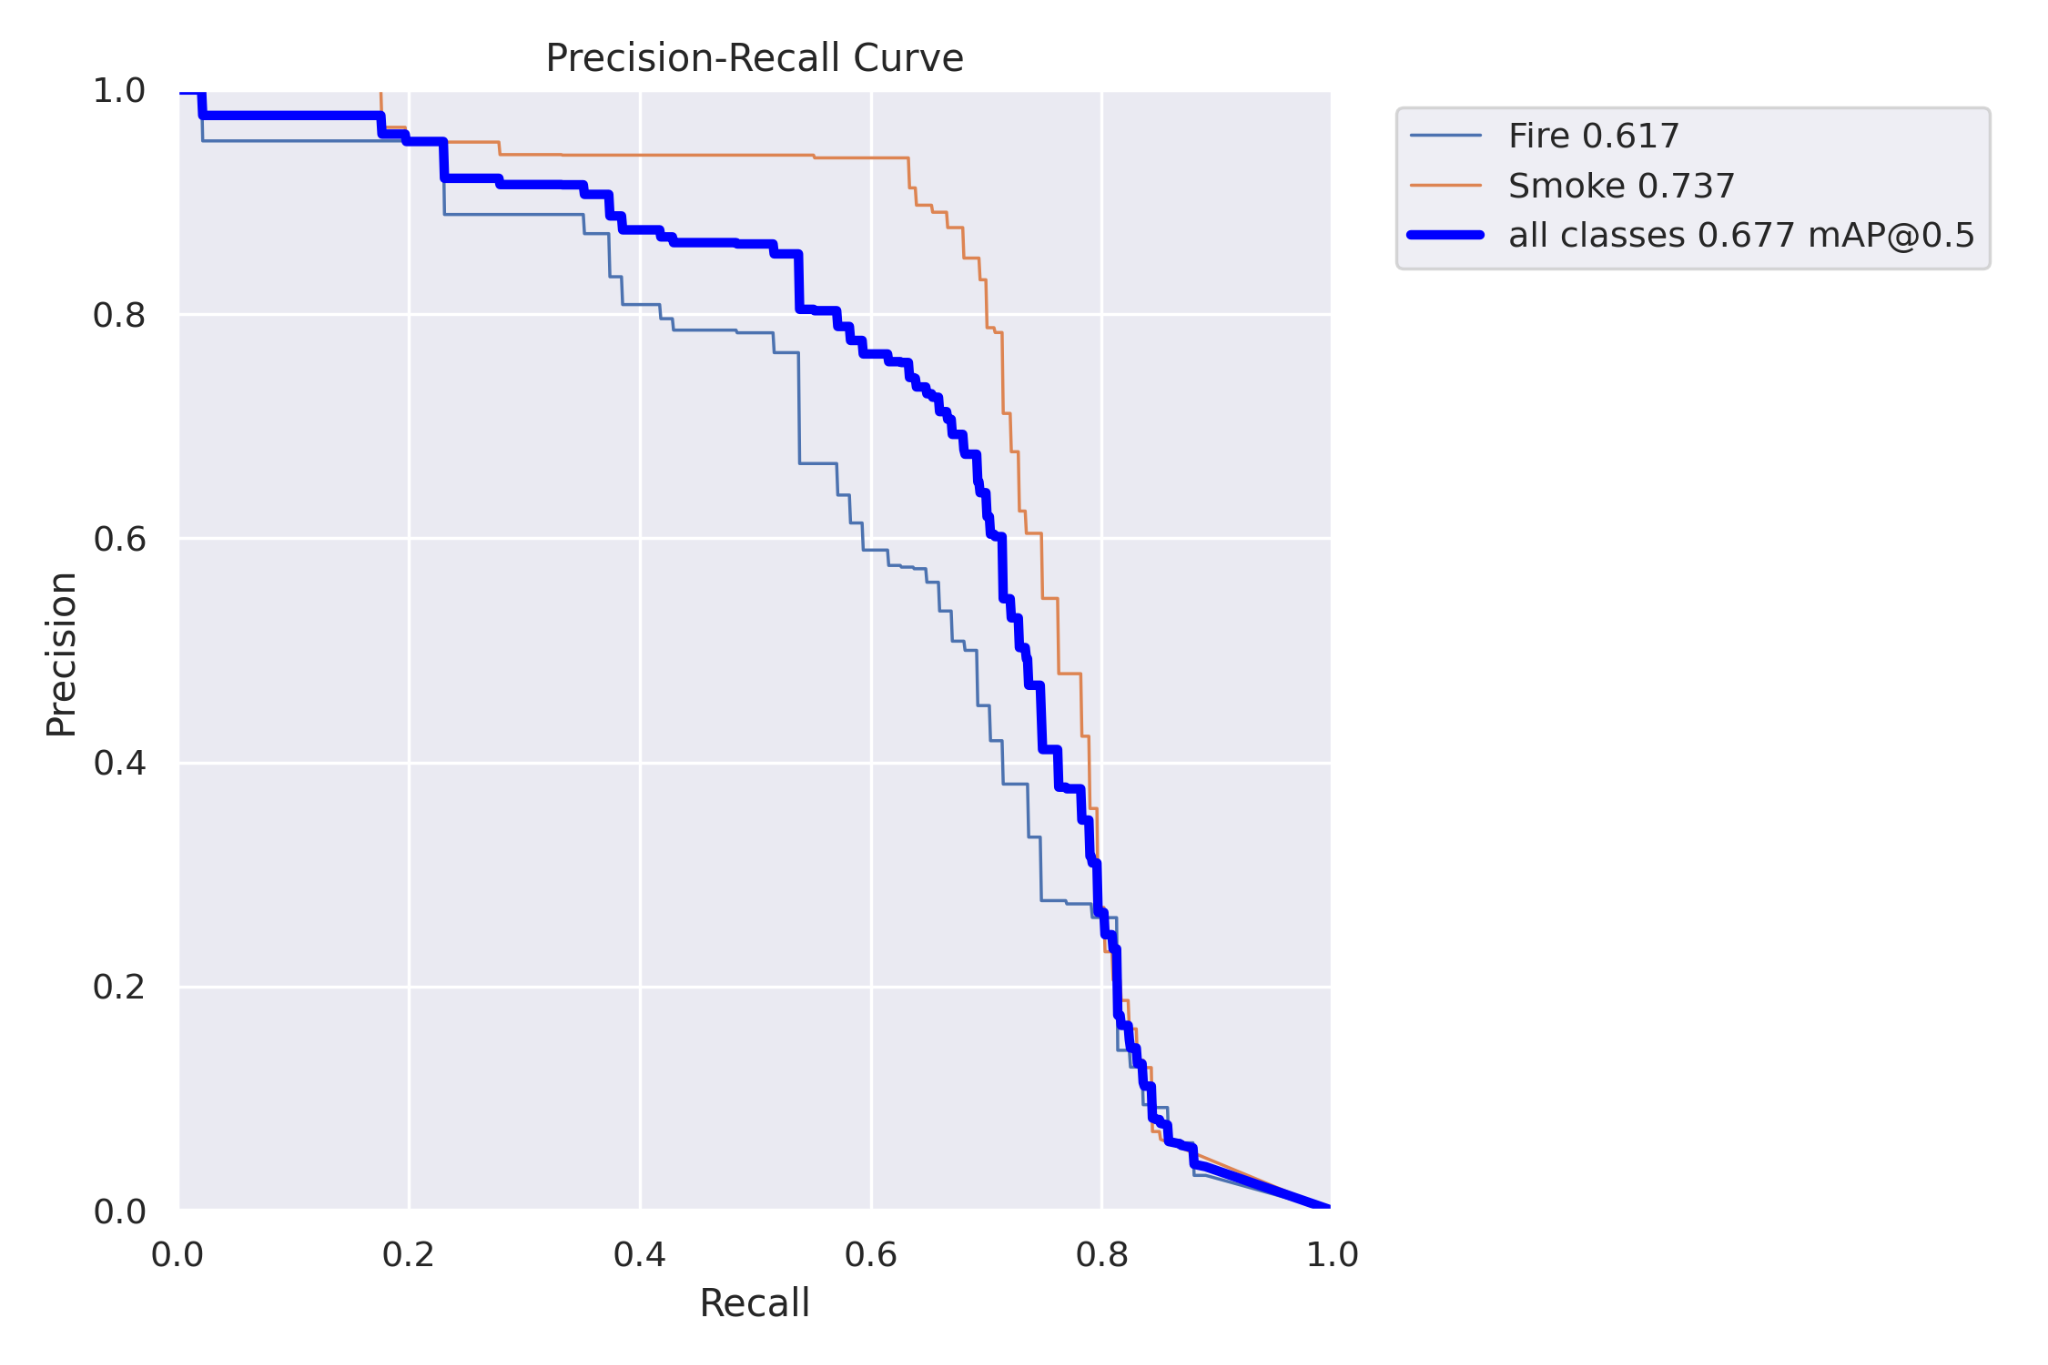 Precision-Recall Curve
Fire 0.617
Smoke 0.737
all classes 0.677 mAP@0.5
Precision
1.0
0.8
0.6
0.4
0.2
0.0
0.0 0.2 0.4 0.6 0.8 1.0
Recall